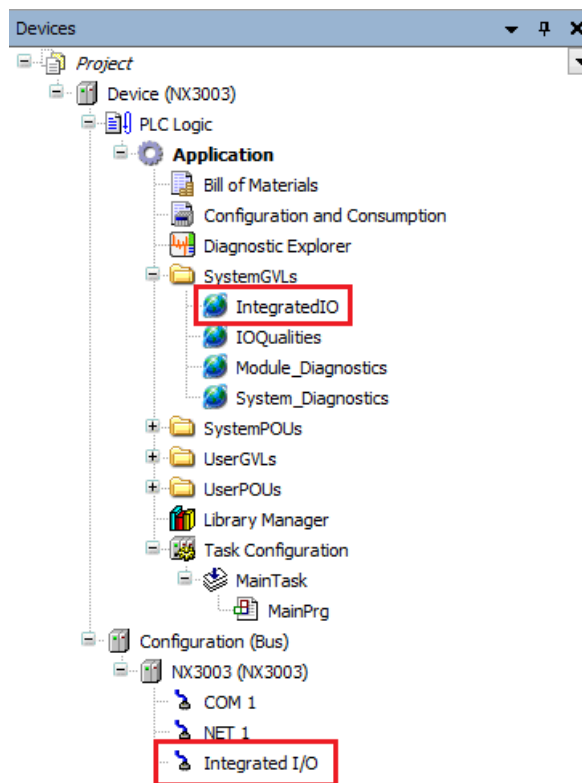 Devices
Project
Device (NX3003)
PLC Logic
Application
Bill of Materials
Configuration and Consumption
Diagnostic Explorer
SystemGVLs
IntegratedIO
IOQualities
Module_Diagnostics
System_Diagnostics
SystemPOUs
UserGVLs
UserPOUs
Library Manager
Task Configuration
MainTask
MainPrg
Configuration (Bus)
NX3003 (NX3003)
COM 1
NET 1
Integrated I/O